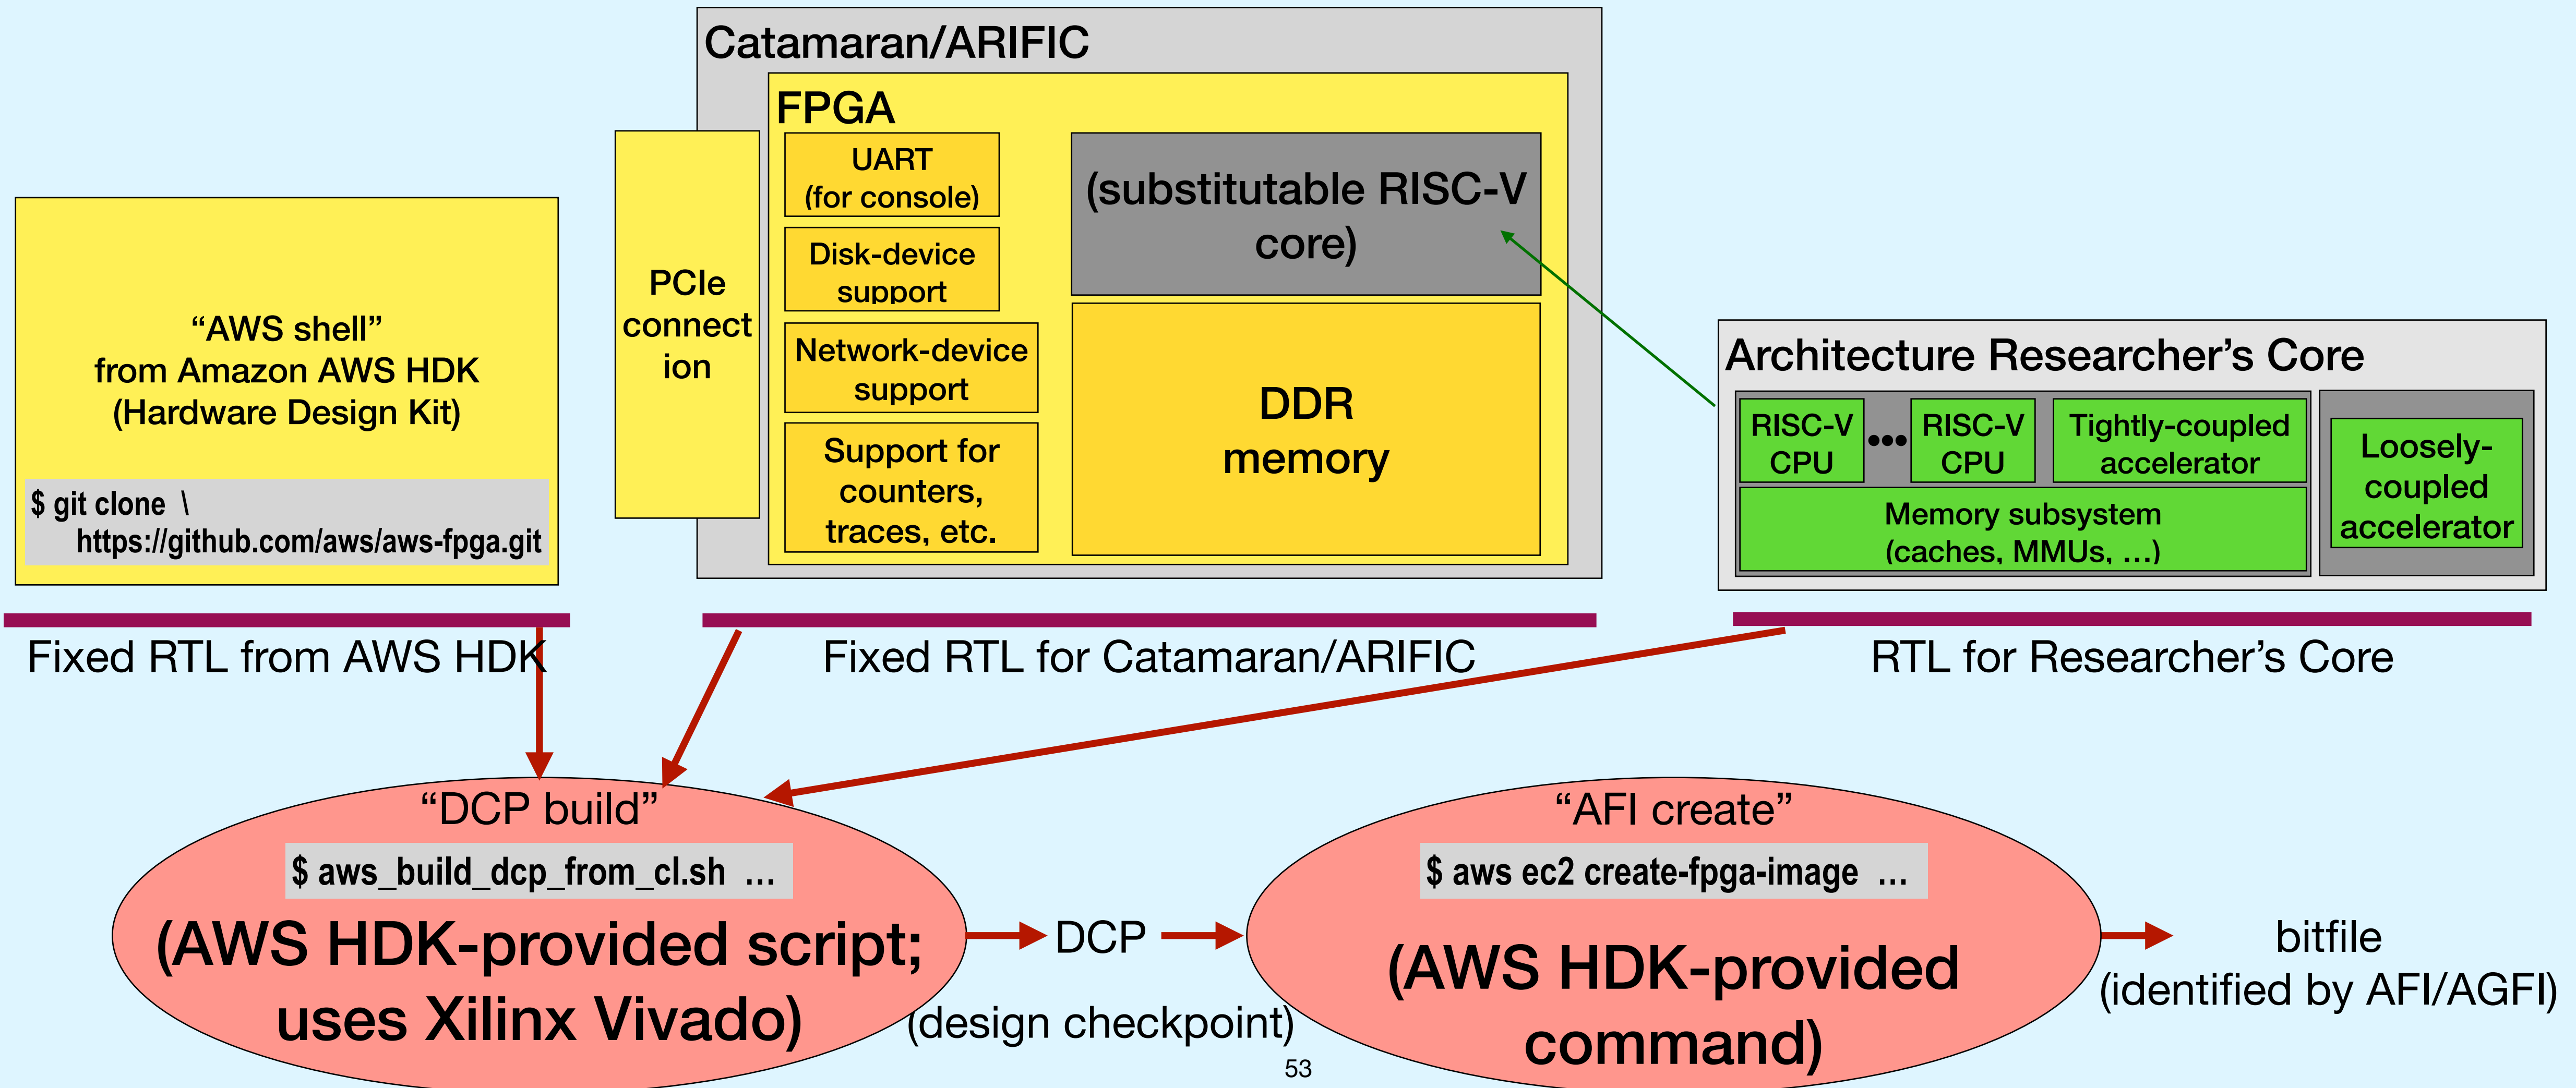 Catamaran/ARIFIC
FPGA
UART
(for console)
Disk-device
support
Network-device
support
Support for
counters,
traces, etc.
(substitutable RISC-V
core)
DDR
memory
PCIe
connect
ion
“AWS shell”
from Amazon AWS HDK
(Hardware Design Kit)
$ git clone \
https://github.com/aws/aws-fpga.git
Architecture Researcher’s Core
RISC-V
CPU
•••
RISC-V
CPU
Tightly-coupled
accelerator
Memory subsystem
(caches, MMUs, …)
Loosely-
coupled
accelerator
Fixed RTL from AWS HDK
Fixed RTL for Catamaran/ARIFIC
RTL for Researcher’s Core
“DCP build”
$ aws_build_dcp_from_cl.sh …
(AWS HDK-provided script;
uses Xilinx Vivado)
DCP
(design checkpoint)
“AFI create”
$ aws ec2 create-fpga-image …
(AWS HDK-provided
command)
bitfile
(identified by AFI/AGFI)
53